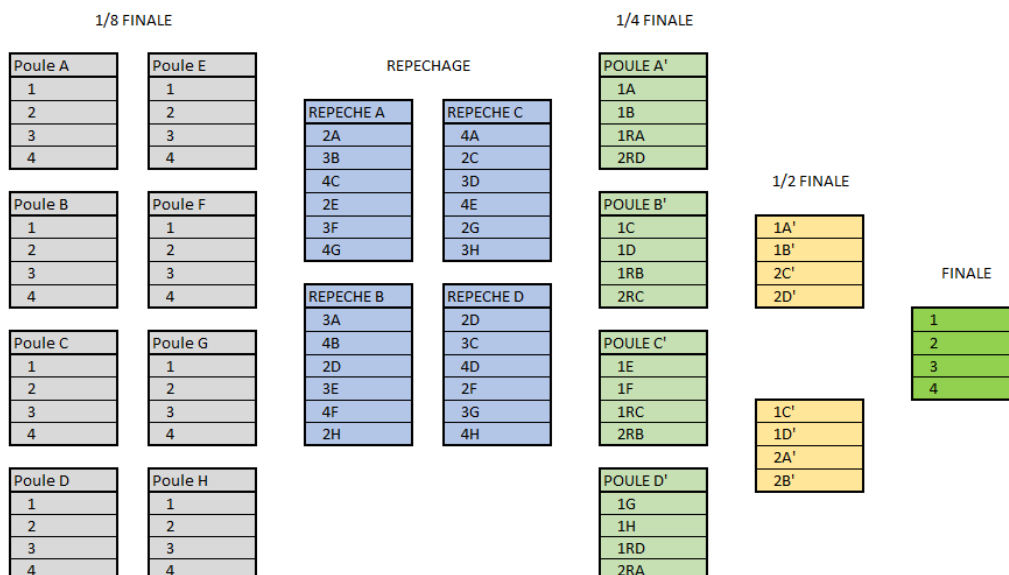 1/8 FINALE
Poule A
1
2
3
4
Poule B
1
2
3
4
Poule C
1
2
3
4
Poule D
1
2
3
4
Poule E
1
2
3
4
Poule F
1
2
3
4
Poule G
1
2
3
4
Poule H
1
2
3
4
REPECHAGE
REPECHE A
2A
3B
4C
2E
3F
4G
REPECHE B
3A
4B
2D
3E
4F
2H
REPECHE C
4A
2C
3D
4E
2G
3H
REPECHE D
2D
3C
4D
2F
3G
4H
1/4 FINALE
POULE A'
1A
1B
1RA
2RD
POULE B'
1C
1D
1RB
2RC
POULE C'
1E
1F
1RC
2RB
POULE D'
1G
1H
1RD
2RA
1/2 FINALE
1A'
1B'
2C'
2D'
1C'
1D'
2A'
2B'
FINALE
1
2
3
4